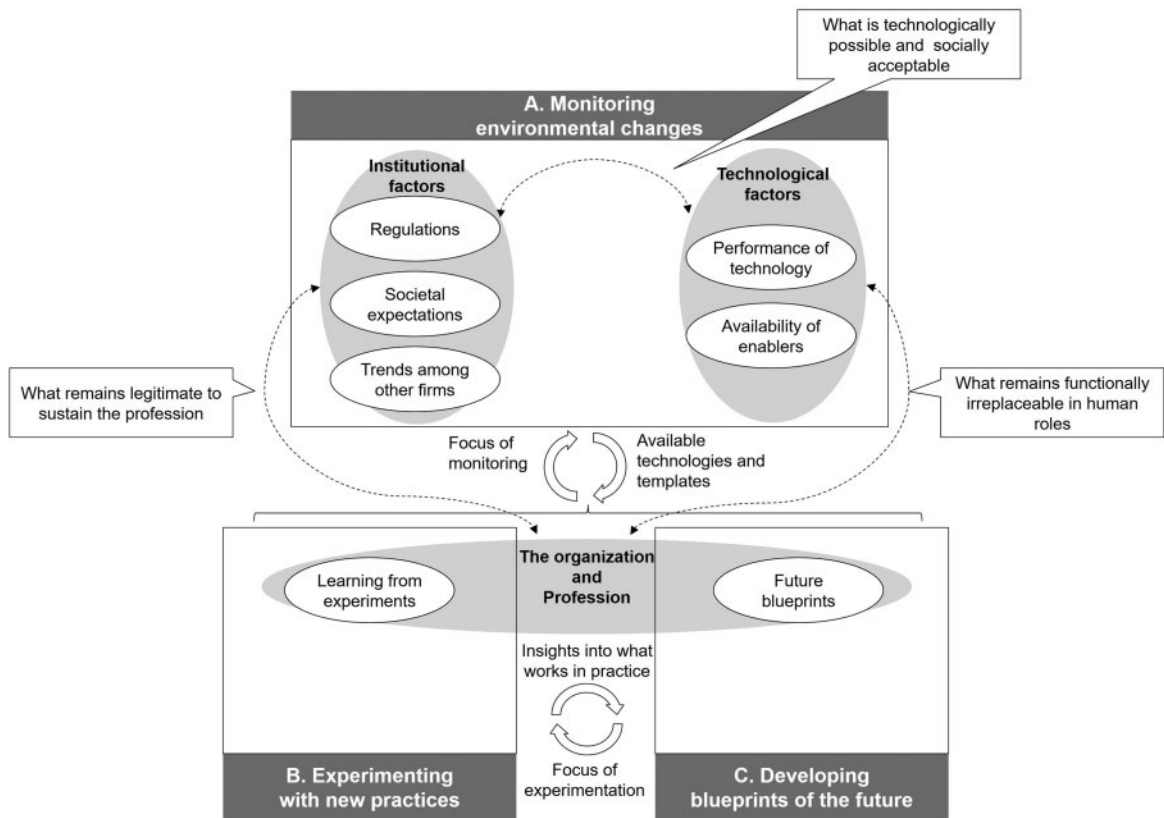 What is technologically
possible and socially
acceptable
A. Monitoring
environmental changes
Institutional
factors
Regulations
Societal
expectations
Trends among
other firms
Technological
factors
Performance of
technology
Availability of
enablers
What remains legitimate to
sustain the profession
What remains functionally
irreplaceable in human
roles
Focus of
monitoring
Available
technologies and
templates
The organization
and
Profession
Learning from
experiments
Future
blueprints
Insights into what
works in practice
Focus of
experimentation
B. Experimenting
with new practices
C. Developing
blueprints of the future